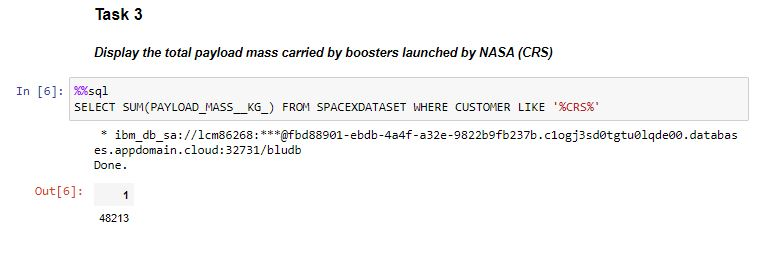 Task 3
Display the total payload mass carried by boosters launched by NASA (CRS)
In [6]: %%sql
SELECT SUM(PAYLOAD_MASS__KG_) FROM SPACEXDATASET WHERE CUSTOMER LIKE '%CRS%'
* ibm_db_sa://lcm86268:***@fbd88901-ebdb-4a4f-a32e-9822b9fb237b.c1ogj3sd0tgtu0lqde00.databas
es.appdomain.cloud:32731/bludb
Done.
Out[6]: 1
48213